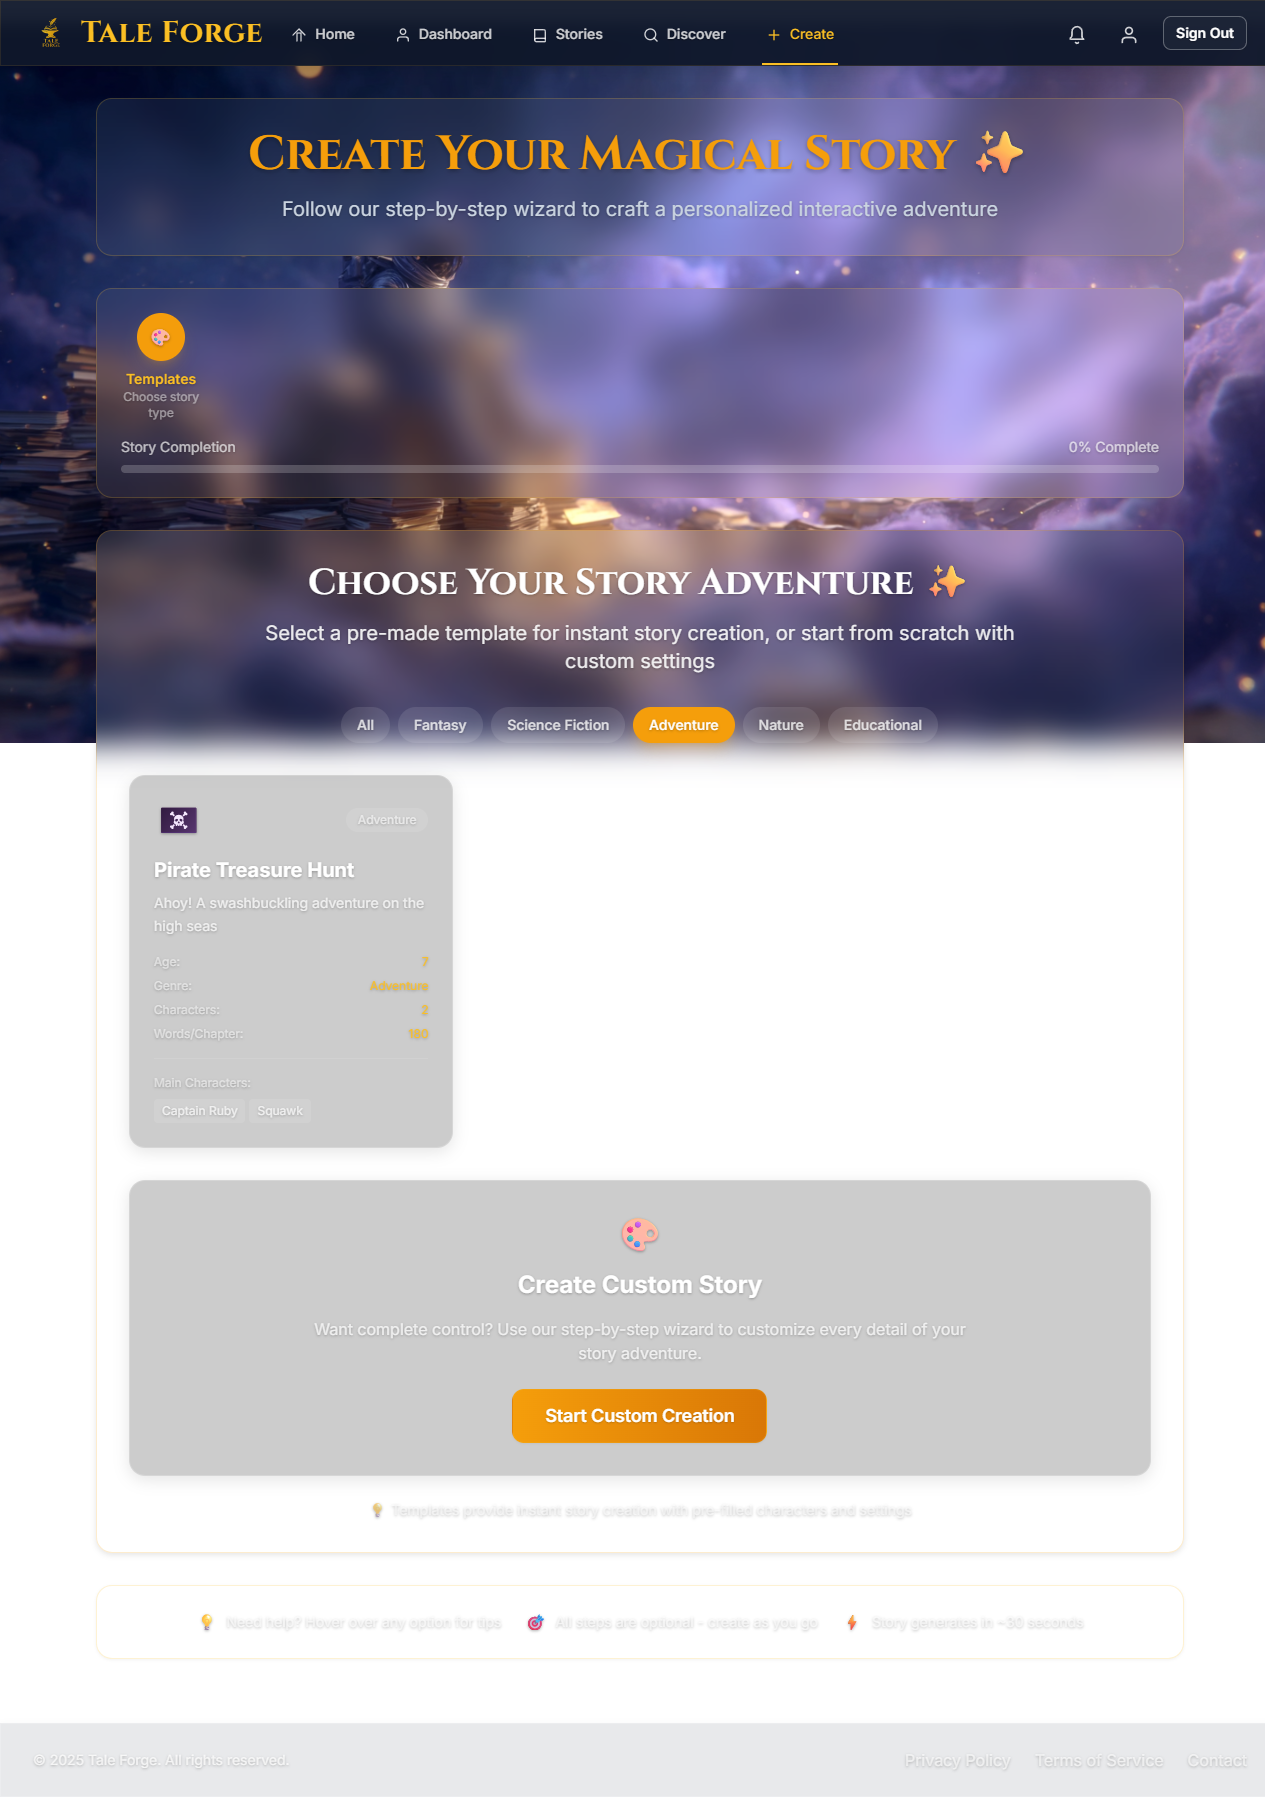 TALE FORGE
Tale Forge
Home
Dashboard
Stories
Discover
Create
Sign Out
Create Your Magical Story ✨
Follow our step-by-step wizard to craft a personalized interactive adventure
Templates
Choose story
type
Story Completion
0% Complete
Choose Your Story Adventure ✨
Select a pre-made template for instant story creation, or start from scratch with
custom settings
All
Fantasy
Science Fiction
Adventure
Nature
Educational
Adventure
Pirate Treasure Hunt
Ahoy! A swashbuckling adventure on the
high seas
Age:
7
Genre:
Adventure
Characters:
2
Words/Chapter:
180
Main Characters:
Captain Ruby
Squawk
Create Custom Story
Want complete control? Use our step-by-step wizard to customize every detail of your
story adventure.
Start Custom Creation
💡 Templates provide instant story creation with pre-filled characters and settings
💡 Need help? Hover over any option for tips
🎯 All steps are optional - create as you go
⚡ Story generates in ~30 seconds
© 2025 Tale Forge. All rights reserved.
Privacy Policy
Terms of Service
Contact